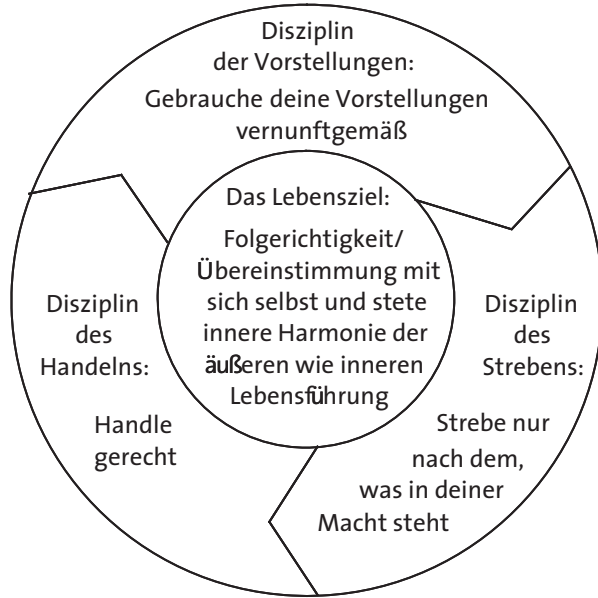 Disziplin
der Vorstellungen:
Gebrauche deine Vorstellungen
vernunftgemäß
Das Lebensziel:
Folgerichtigkeit/
Übereinstimmung mit
sich selbst und stete
innere Harmonie der
äußeren wie inneren
Lebensführung
Disziplin
des
Strebens:
Strebe nur
nach dem,
was in deiner
Macht steht
Disziplin
des
Handelns:
Handle
gerecht